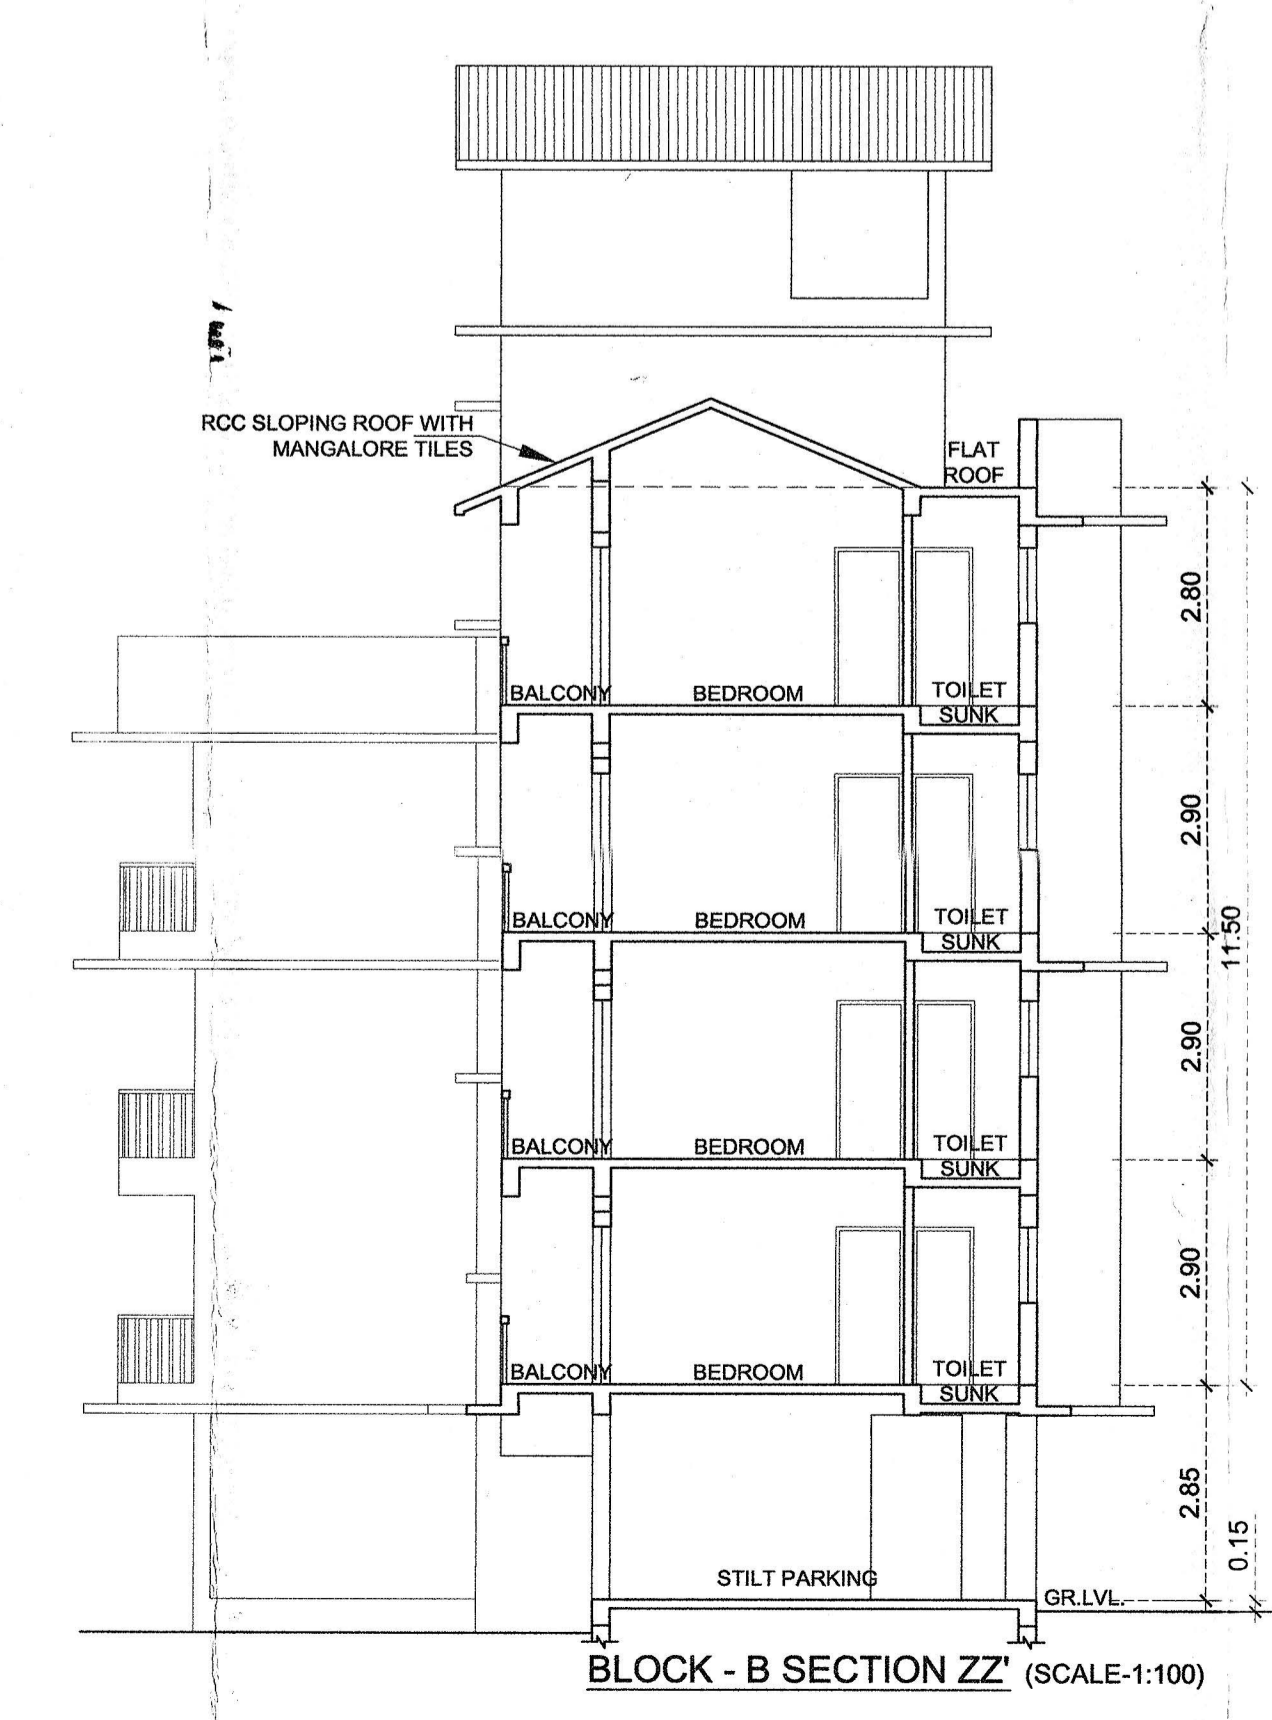 RCC SLOPING ROOF WITH
MANGALORE TILES
FLAT
ROOF
2.80
BALCONY BEDROOM TOILET
SUNK
2.90
BALCONY BEDROOM TOILET
SUNK
11.50
2.90
BALCONY BEDROOM TOILET
SUNK
2.90
BALCONY BEDROOM TOILET
SUNK
2.85
0.15
STILT PARKING
GR.LVL.
BLOCK - B SECTION ZZ' (SCALE-1:100)